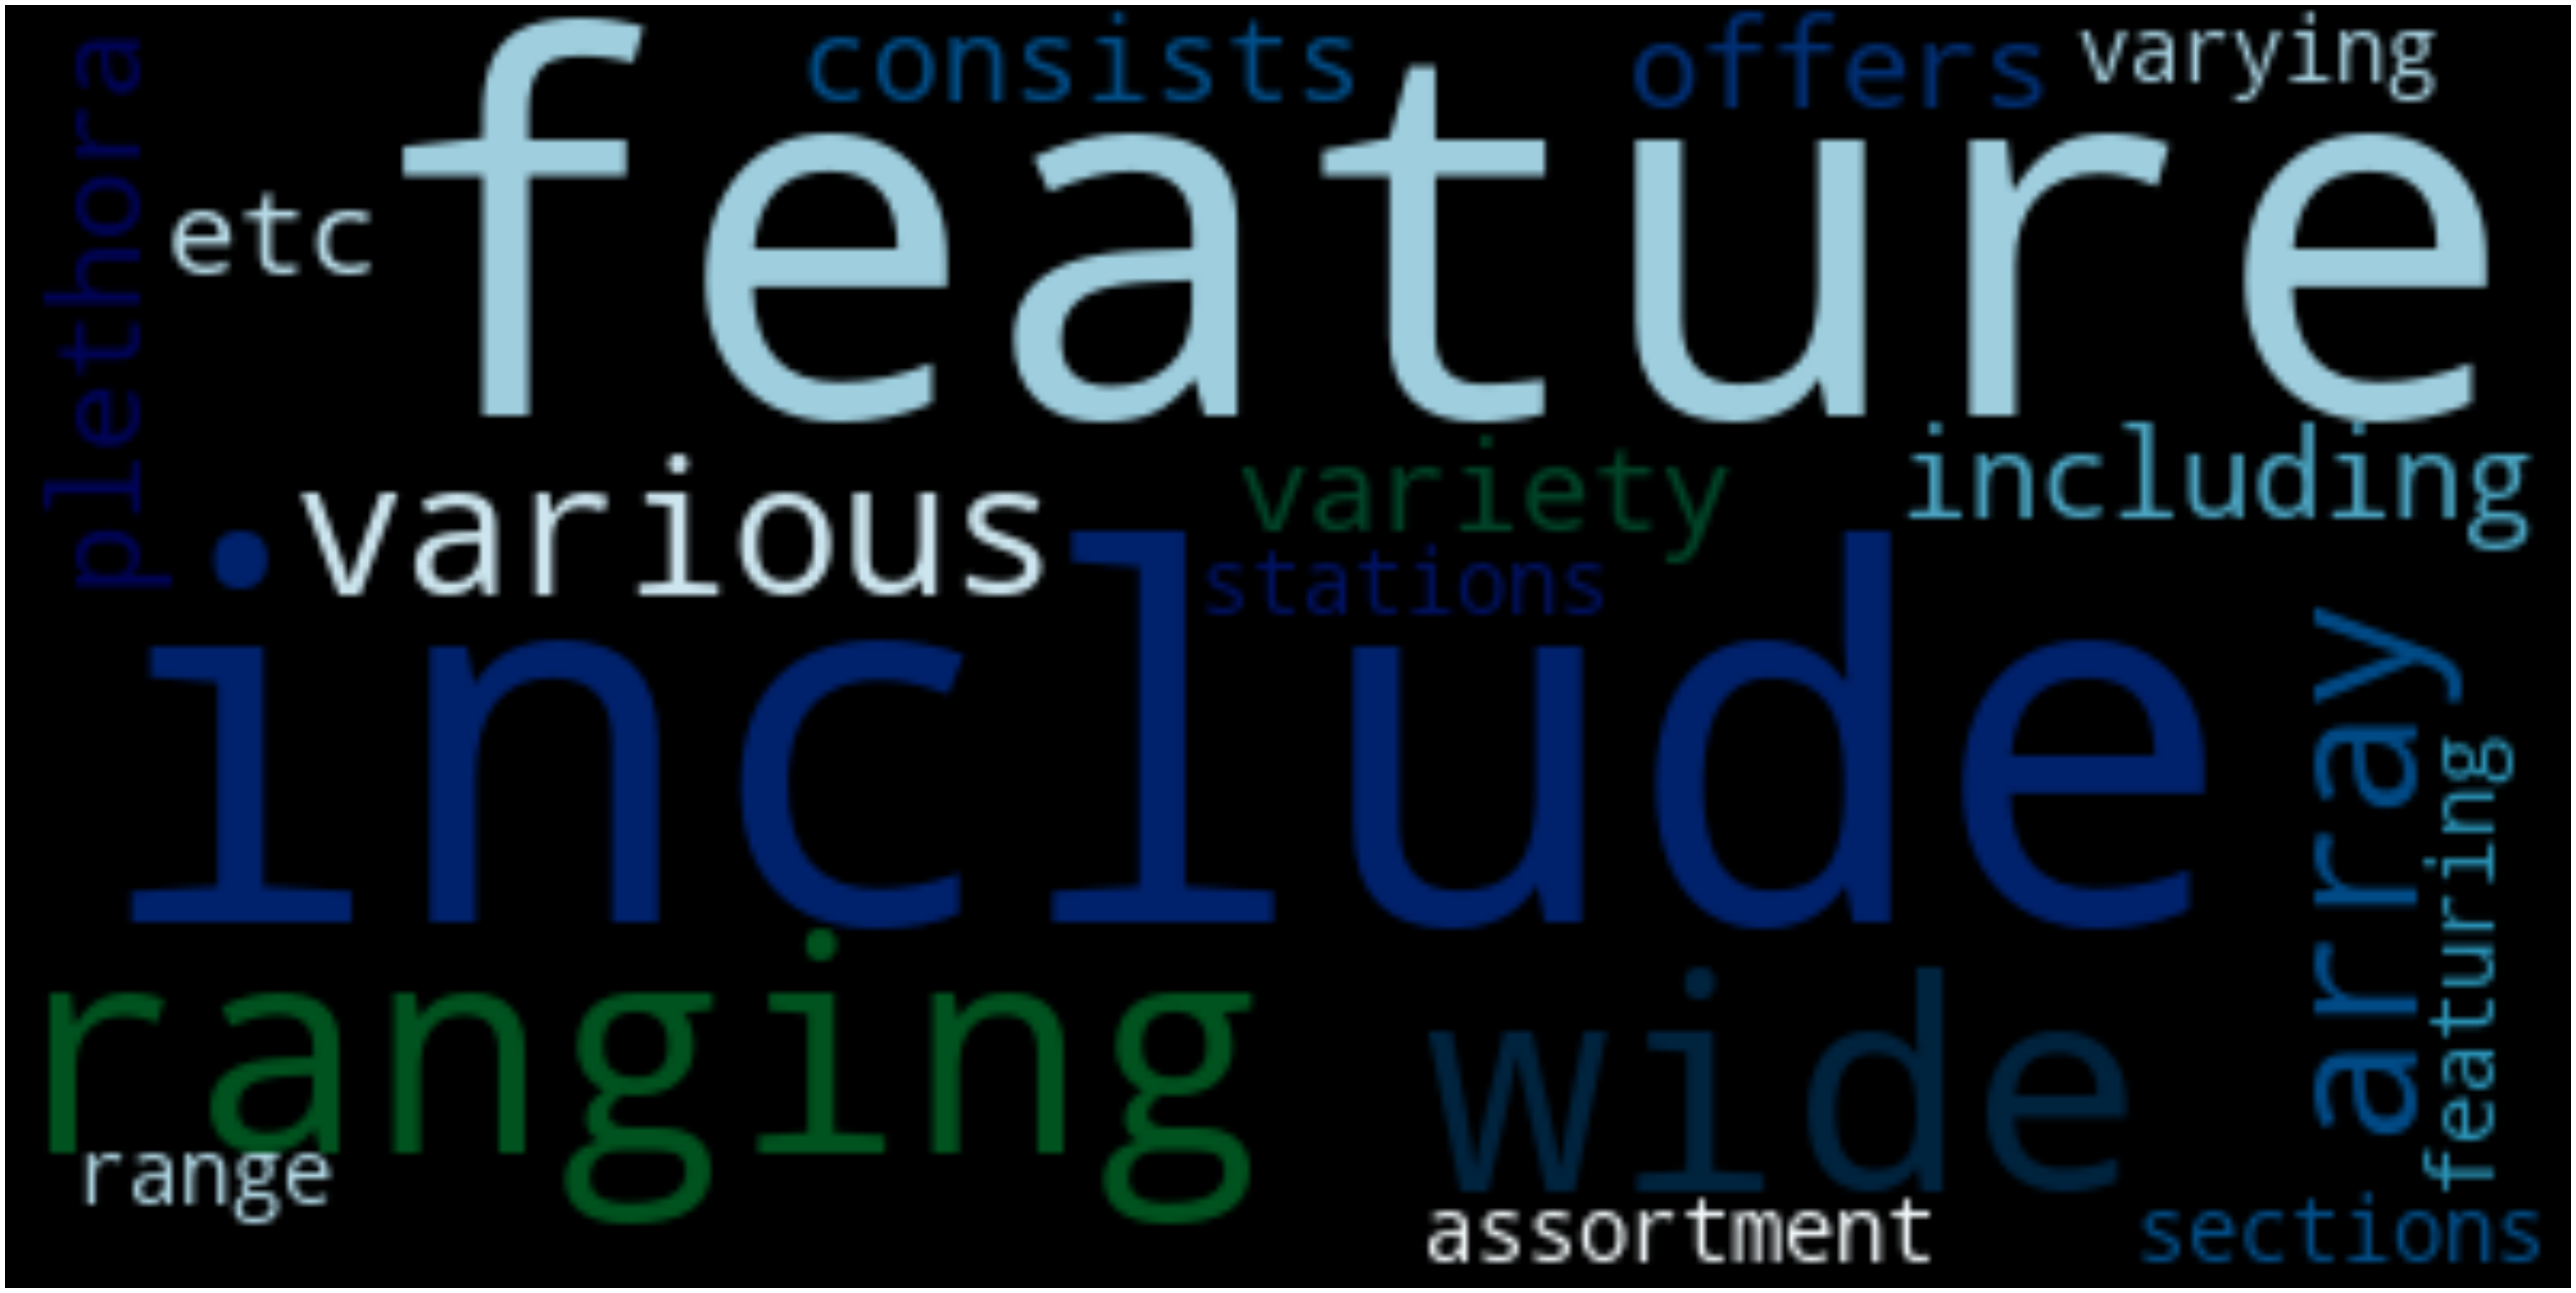 consists
offers
varying
plethora
etc
feature
various
variety
including
stations
include
array
featuring
ranging
wide
range
assortment
sections